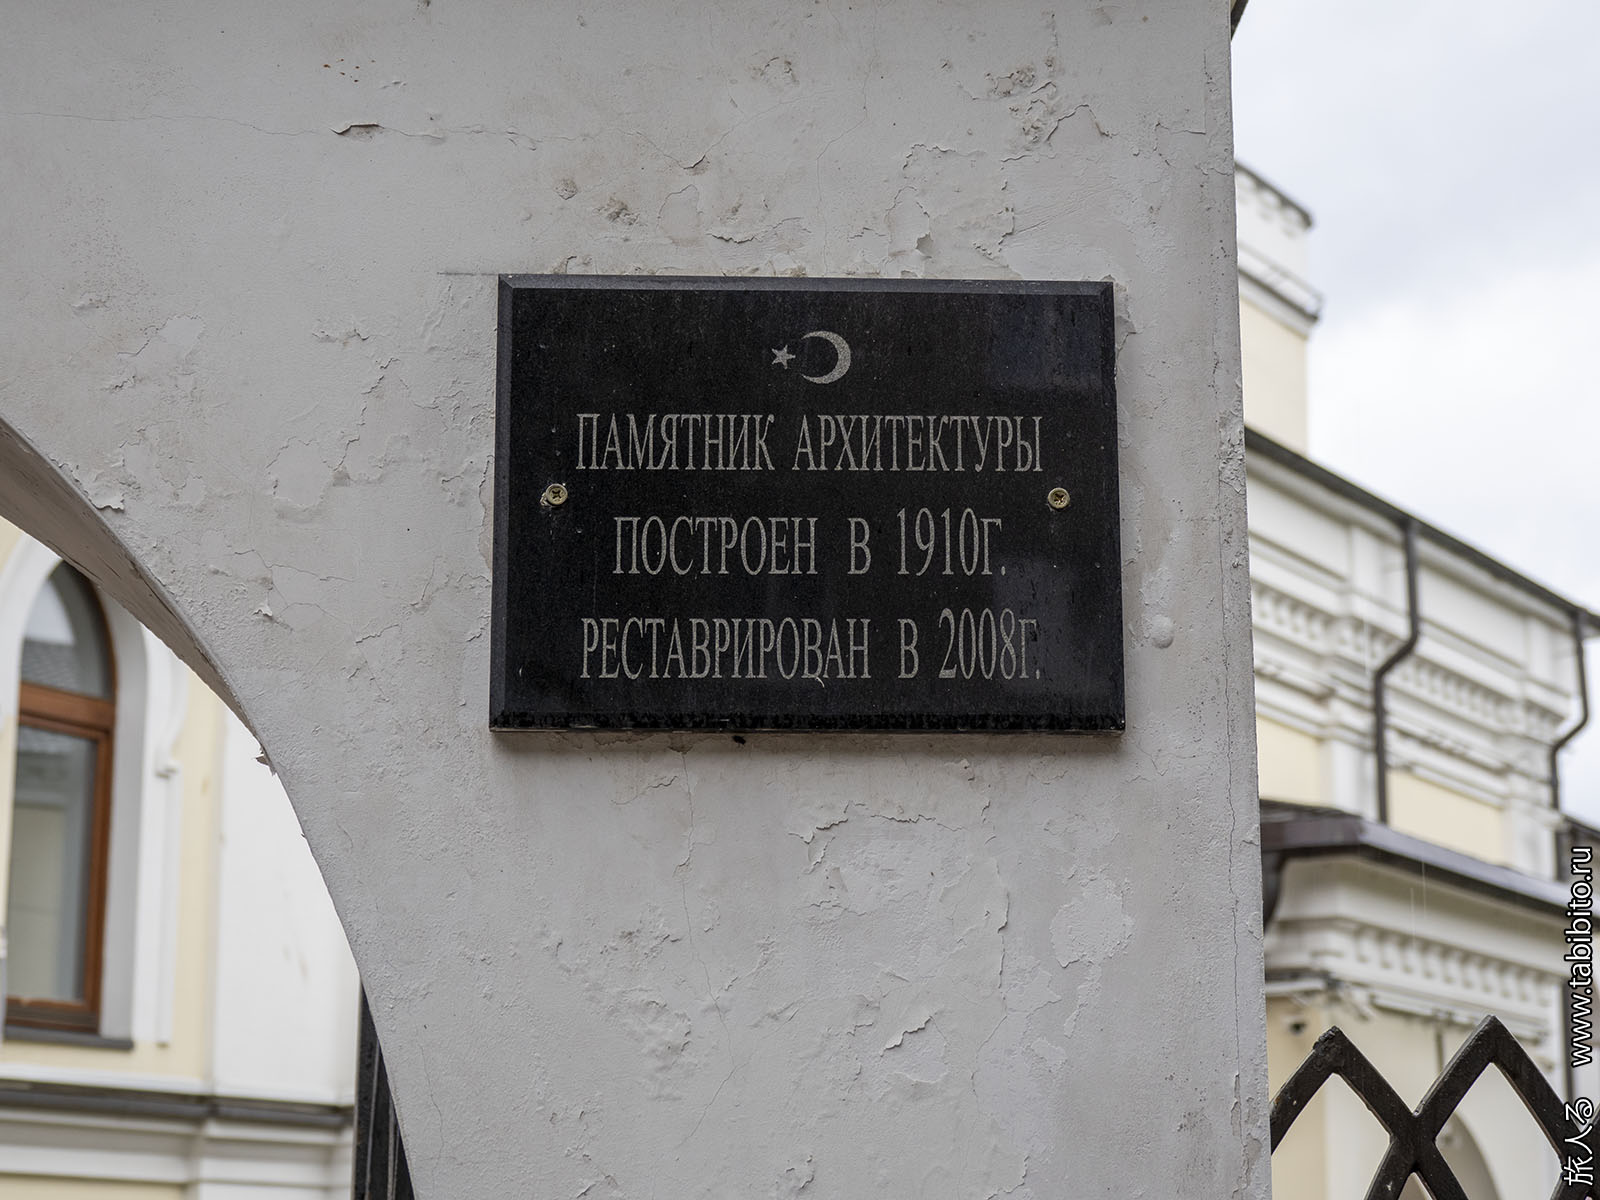 ПАМЯТНИК АРХИТЕКТУРЫ
ПОСТРОЕН В 1910Г.
РЕСТАВРИРОВАН В 2008Г.
旅人る www.tabibito.ru